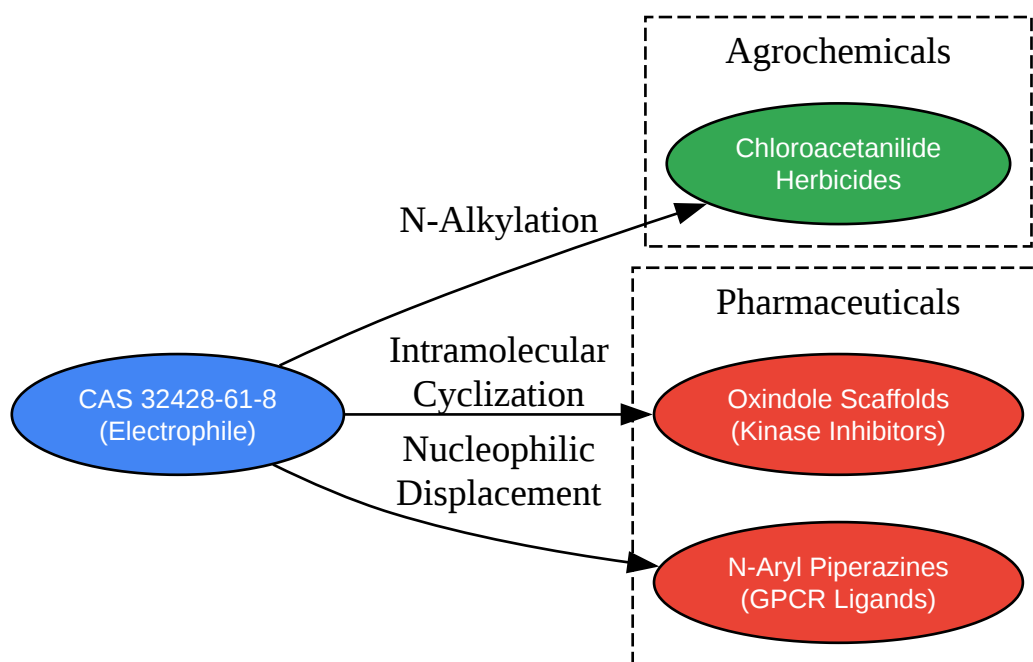 Agrochemicals
Chloroacetanilide
Herbicides
N-Alkylation
Pharmaceuticals
Intramolecular
Cyclization
CAS 32428-61-8
(Electrophile)
Oxindole Scaffolds
(Kinase Inhibitors)
Nucleophilic
Displacement
N-Aryl Piperazines
(GPCR Ligands)